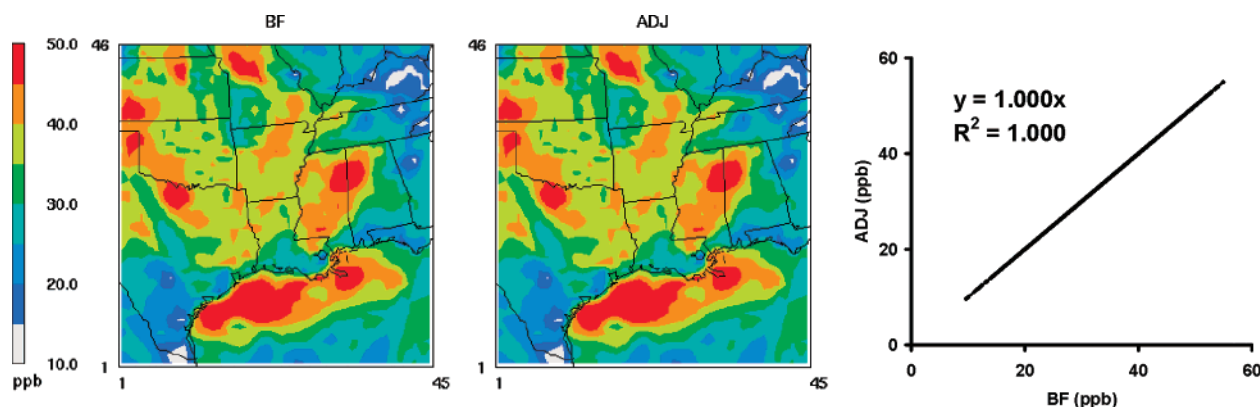 BF
50.0
40.0
30.0
20.0
10.0
ppb
46
1
1 45
ADJ
46
1
1 45
y = 1.000x
R² = 1.000
ADJ (ppb)
60
40
20
0
0 20 40 60
BF (ppb)